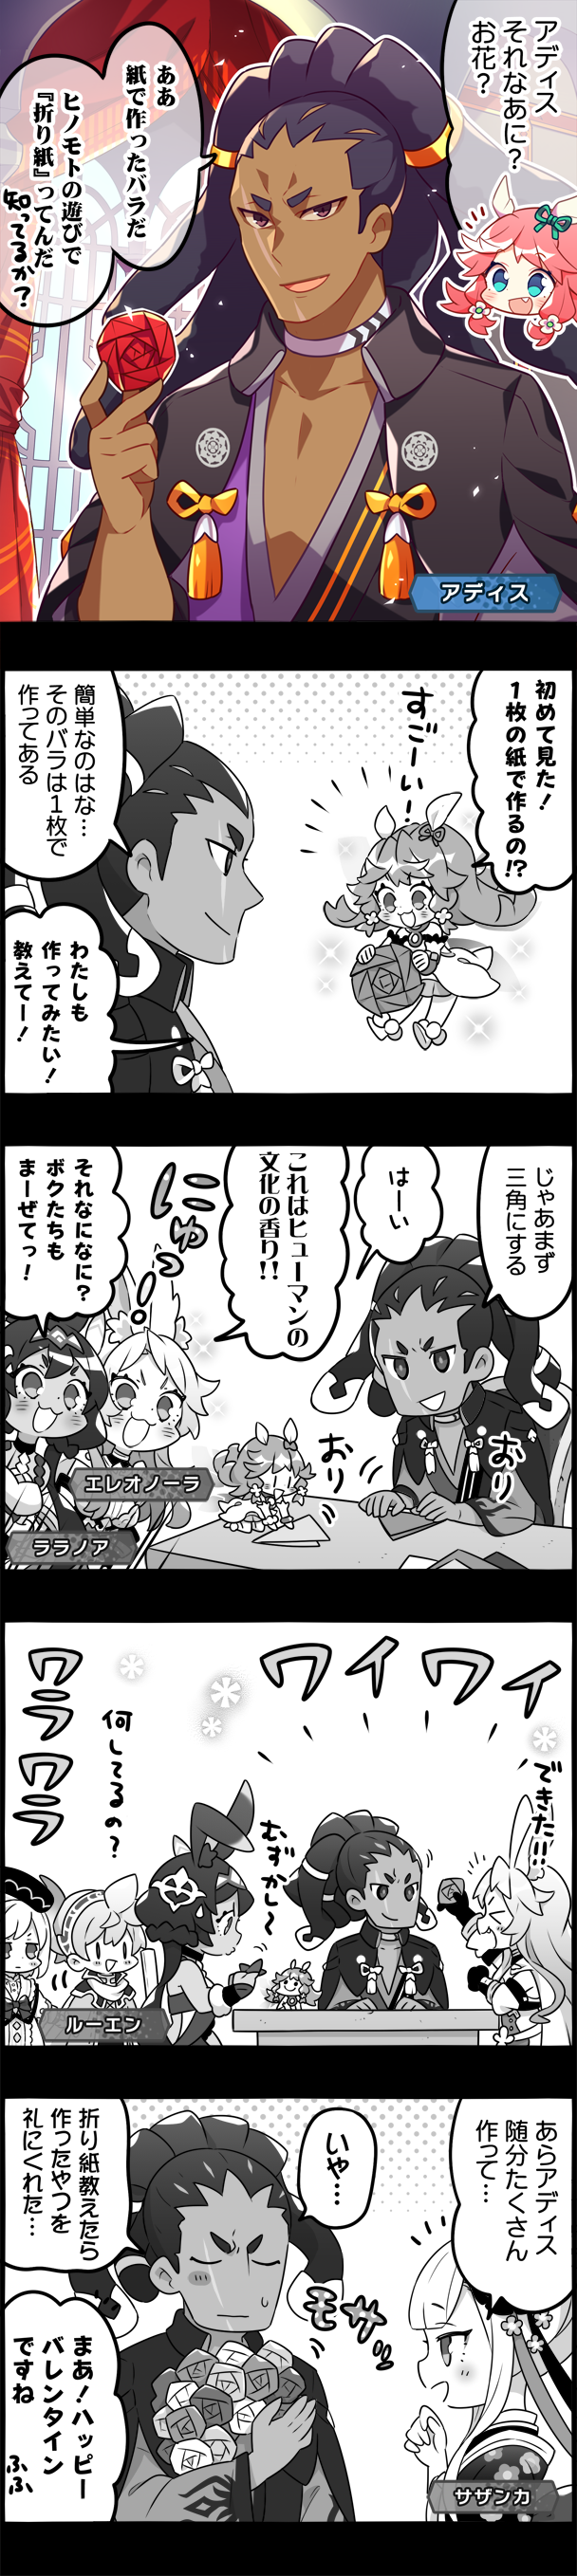 アディス
それなあに?
お花?
ああ
紙で作ったバラだ
ヒノモトの遊びで
『折り紙』ってんだ
知ってるか?
アディス
初めて見た!
1枚の紙で作るの!?
すごーい!
簡単なのはな…
そのバラは1枚で
作ってある
わたしも
作ってみたい!
教えてー!
じゃあまず
三角にする
はーい
これはヒューマンの
文化の香り!!
にゅっ
それなになに?
ボクたちも
まーぜてっ!
おり
おり
エレオノーラ
ララノア
ワイワイ
できた!!
むずかし〜
何してるの?
ワラワラ
ルーエン
あらアディス
随分たくさん
作って…
いや…
折り紙教えたら
作ったやつを
礼にくれた…
モサッ
まあ!ハッピー
バレンタイン
ですね
ふふ
サザンカ